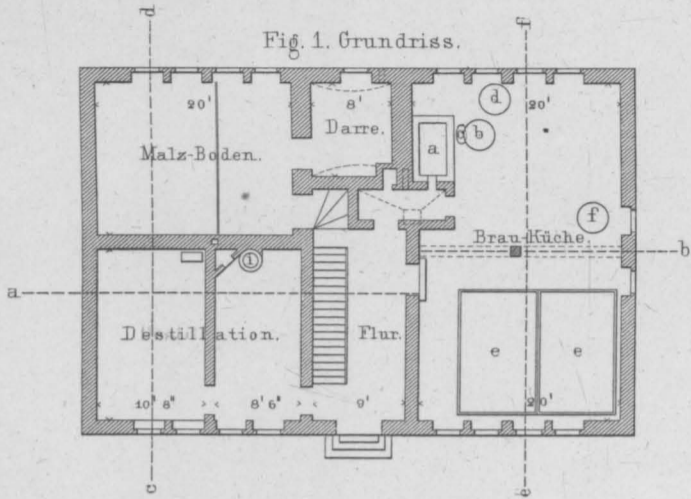 d
f
Fig. 1. Grundriss.
20'
8'
20'
d
Darre.
b
a
Malz-Boden.
f
Brau-Küche.
b
1
a
Destillation.
Flur.
e
e
10' 8"
8' 6"
9'
20'
c
e